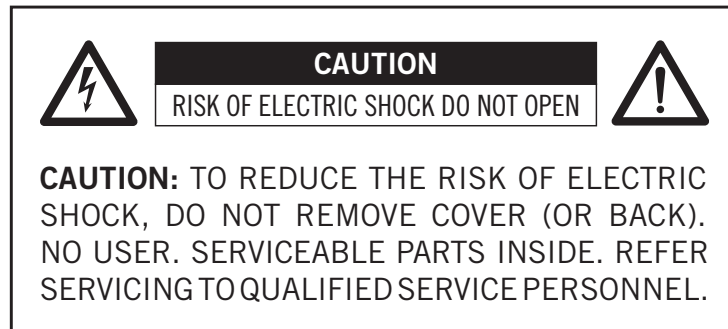 CAUTION
RISK OF ELECTRIC SHOCK DO NOT OPEN
CAUTION: TO REDUCE THE RISK OF ELECTRIC
SHOCK, DO NOT REMOVE COVER (OR BACK).
NO USER. SERVICEABLE PARTS INSIDE. REFER
SERVICING TO QUALIFIED SERVICE PERSONNEL.